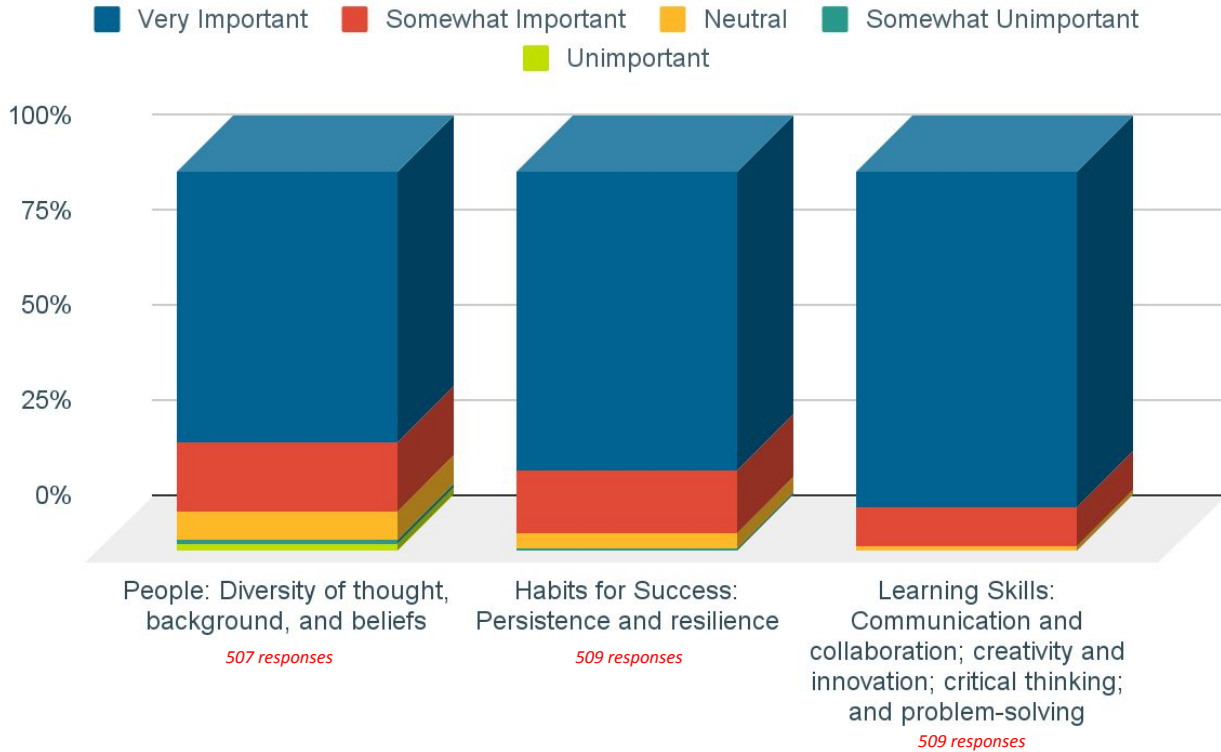 Very Important Somewhat Important Neutral Somewhat Unimportant
Unimportant
100%
75%
50%
25%
0%
People: Diversity of thought,
background, and beliefs
507 responses
Habits for Success:
Persistence and resilience
509 responses
Learning Skills:
Communication and
collaboration; creativity and
innovation; critical thinking;
and problem-solving
509 responses